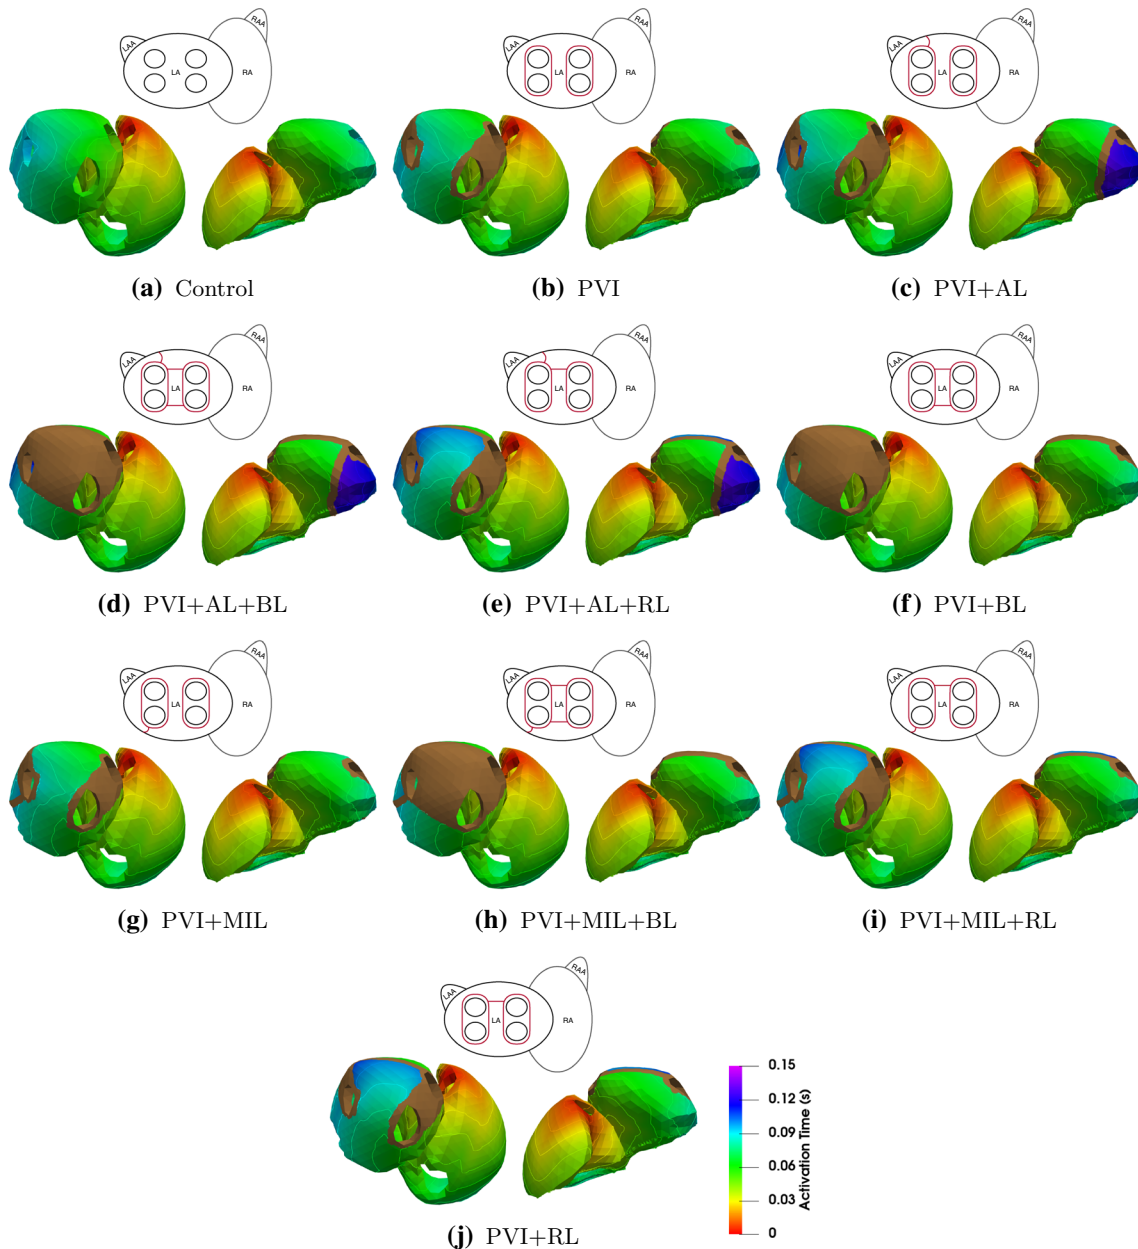 RAA
LAA
LA
RA
RAA
LAA
LA
RA
RAA
LAA
LA
RA
(a) Control
(b) PVI
(c) PVI+AL
RAA
LAA
LA
RA
RAA
LAA
LA
RA
RAA
LAA
LA
RA
(d) PVI+AL+BL
(e) PVI+AL+RL
(f) PVI+BL
RAA
LAA
LA
RA
RAA
LAA
LA
RA
RAA
LAA
LA
RA
(g) PVI+MIL
(h) PVI+MIL+BL
(i) PVI+MIL+RL
RAA
LAA
LA
RA
0.15
0.12
0.09
0.06
0.03
0
Activation Time (s)
(j) PVI+RL